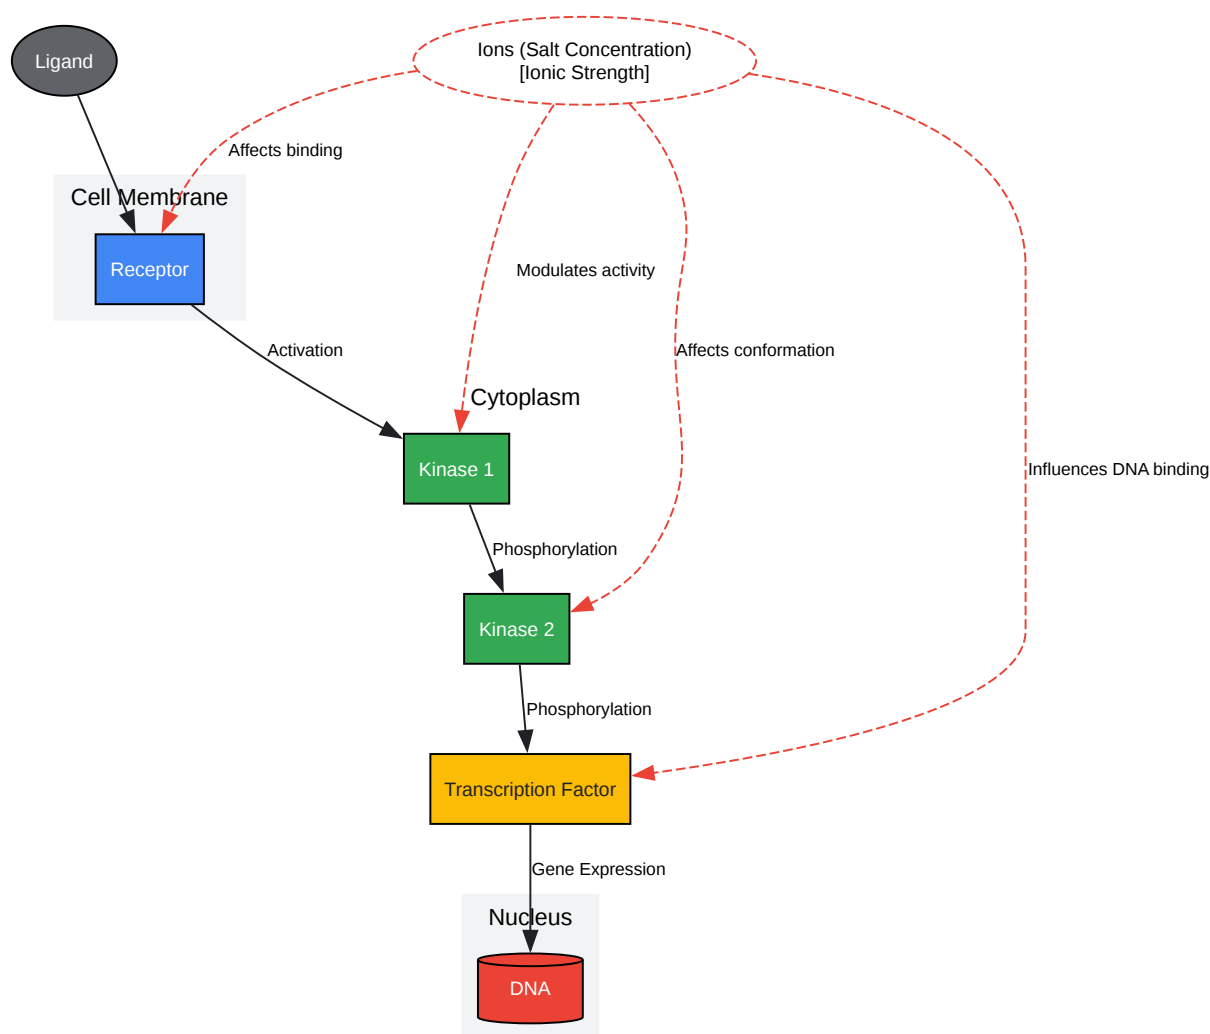 Ligand
Ions (Salt Concentration)
[Ionic Strength]
Affects binding
Cell Membrane
Receptor
Modulates activity
Activation
Affects conformation
Cytoplasm
Kinase 1
Influences DNA binding
Phosphorylation
Kinase 2
Phosphorylation
Transcription Factor
Gene Expression
Nucleus
DNA